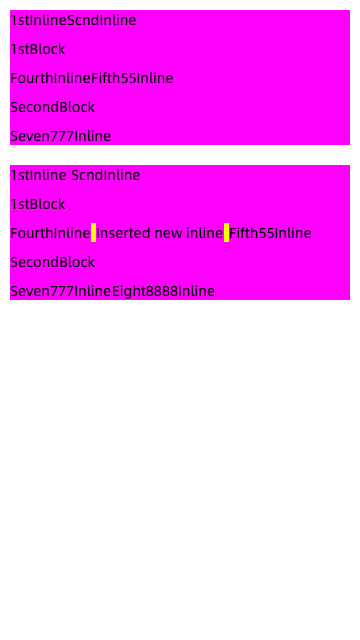 1stInlineScndInline
1stBlock
FourthInlineFifth55Inline
SecondBlock
Seven777Inline
1stInline ScndInline
1stBlock
FourthInline Inserted new inline Fifth55Inline
SecondBlock
Seven777InlineEight8888Inline